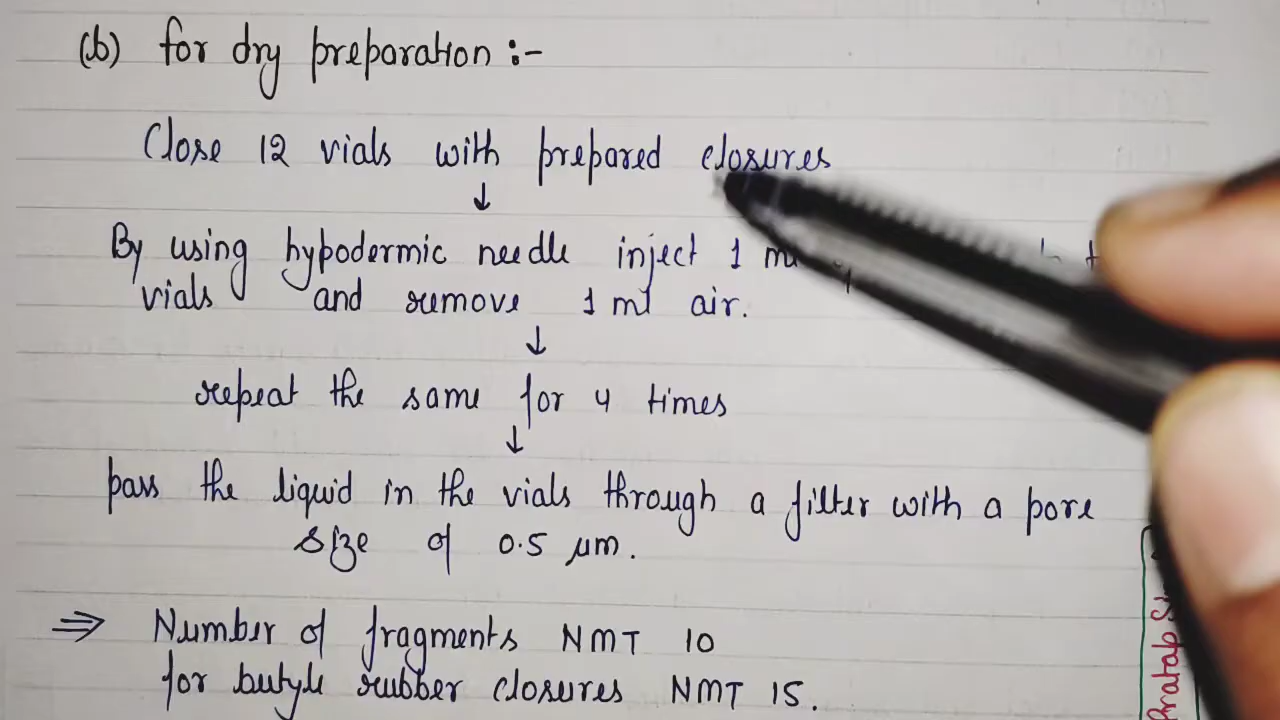 (b) for dry preparation :-
Close 12 vials with prepared closures
↓
By using hypodermic needle inject 1 ml
vials and remove 1 ml air.
↓
repeat the same for 4 times
↓
pass the liquid in the vials through a filter with a pore
size of 0.5 µm.
⇒ Number of fragments NMT 10
for butyle rubber closures NMT 15.
Pratap